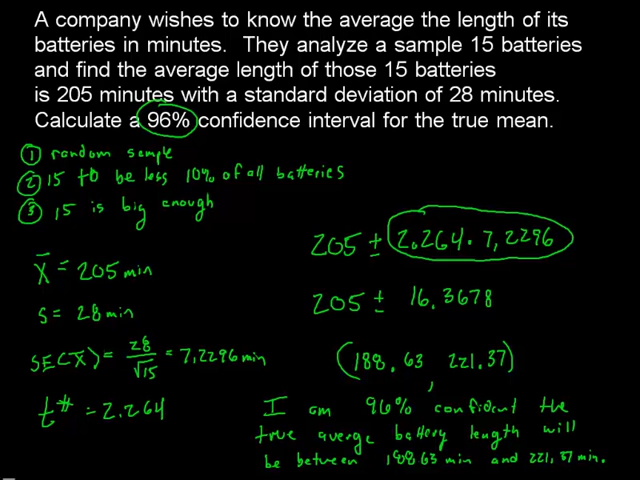 A company wishes to know the average the length of its
batteries in minutes. They analyze a sample 15 batteries
and find the average length of those 15 batteries
is 205 minutes with a standard deviation of 28 minutes.
Calculate a 96% confidence interval for the true mean.
① random sample
② 15 to be less 10% of all batteries
③ 15 is big enough
x̄ = 205 min
s = 28 min
SE(x̄) = 28/√15 = 7.2296 min
t* = 2.264
205 ± 2.264 · 7.2296
205 ± 16.3678
(188.63, 221.37)
I am 96% confident the
true averge battery length will
be between 188.63 min and 221.37 min.